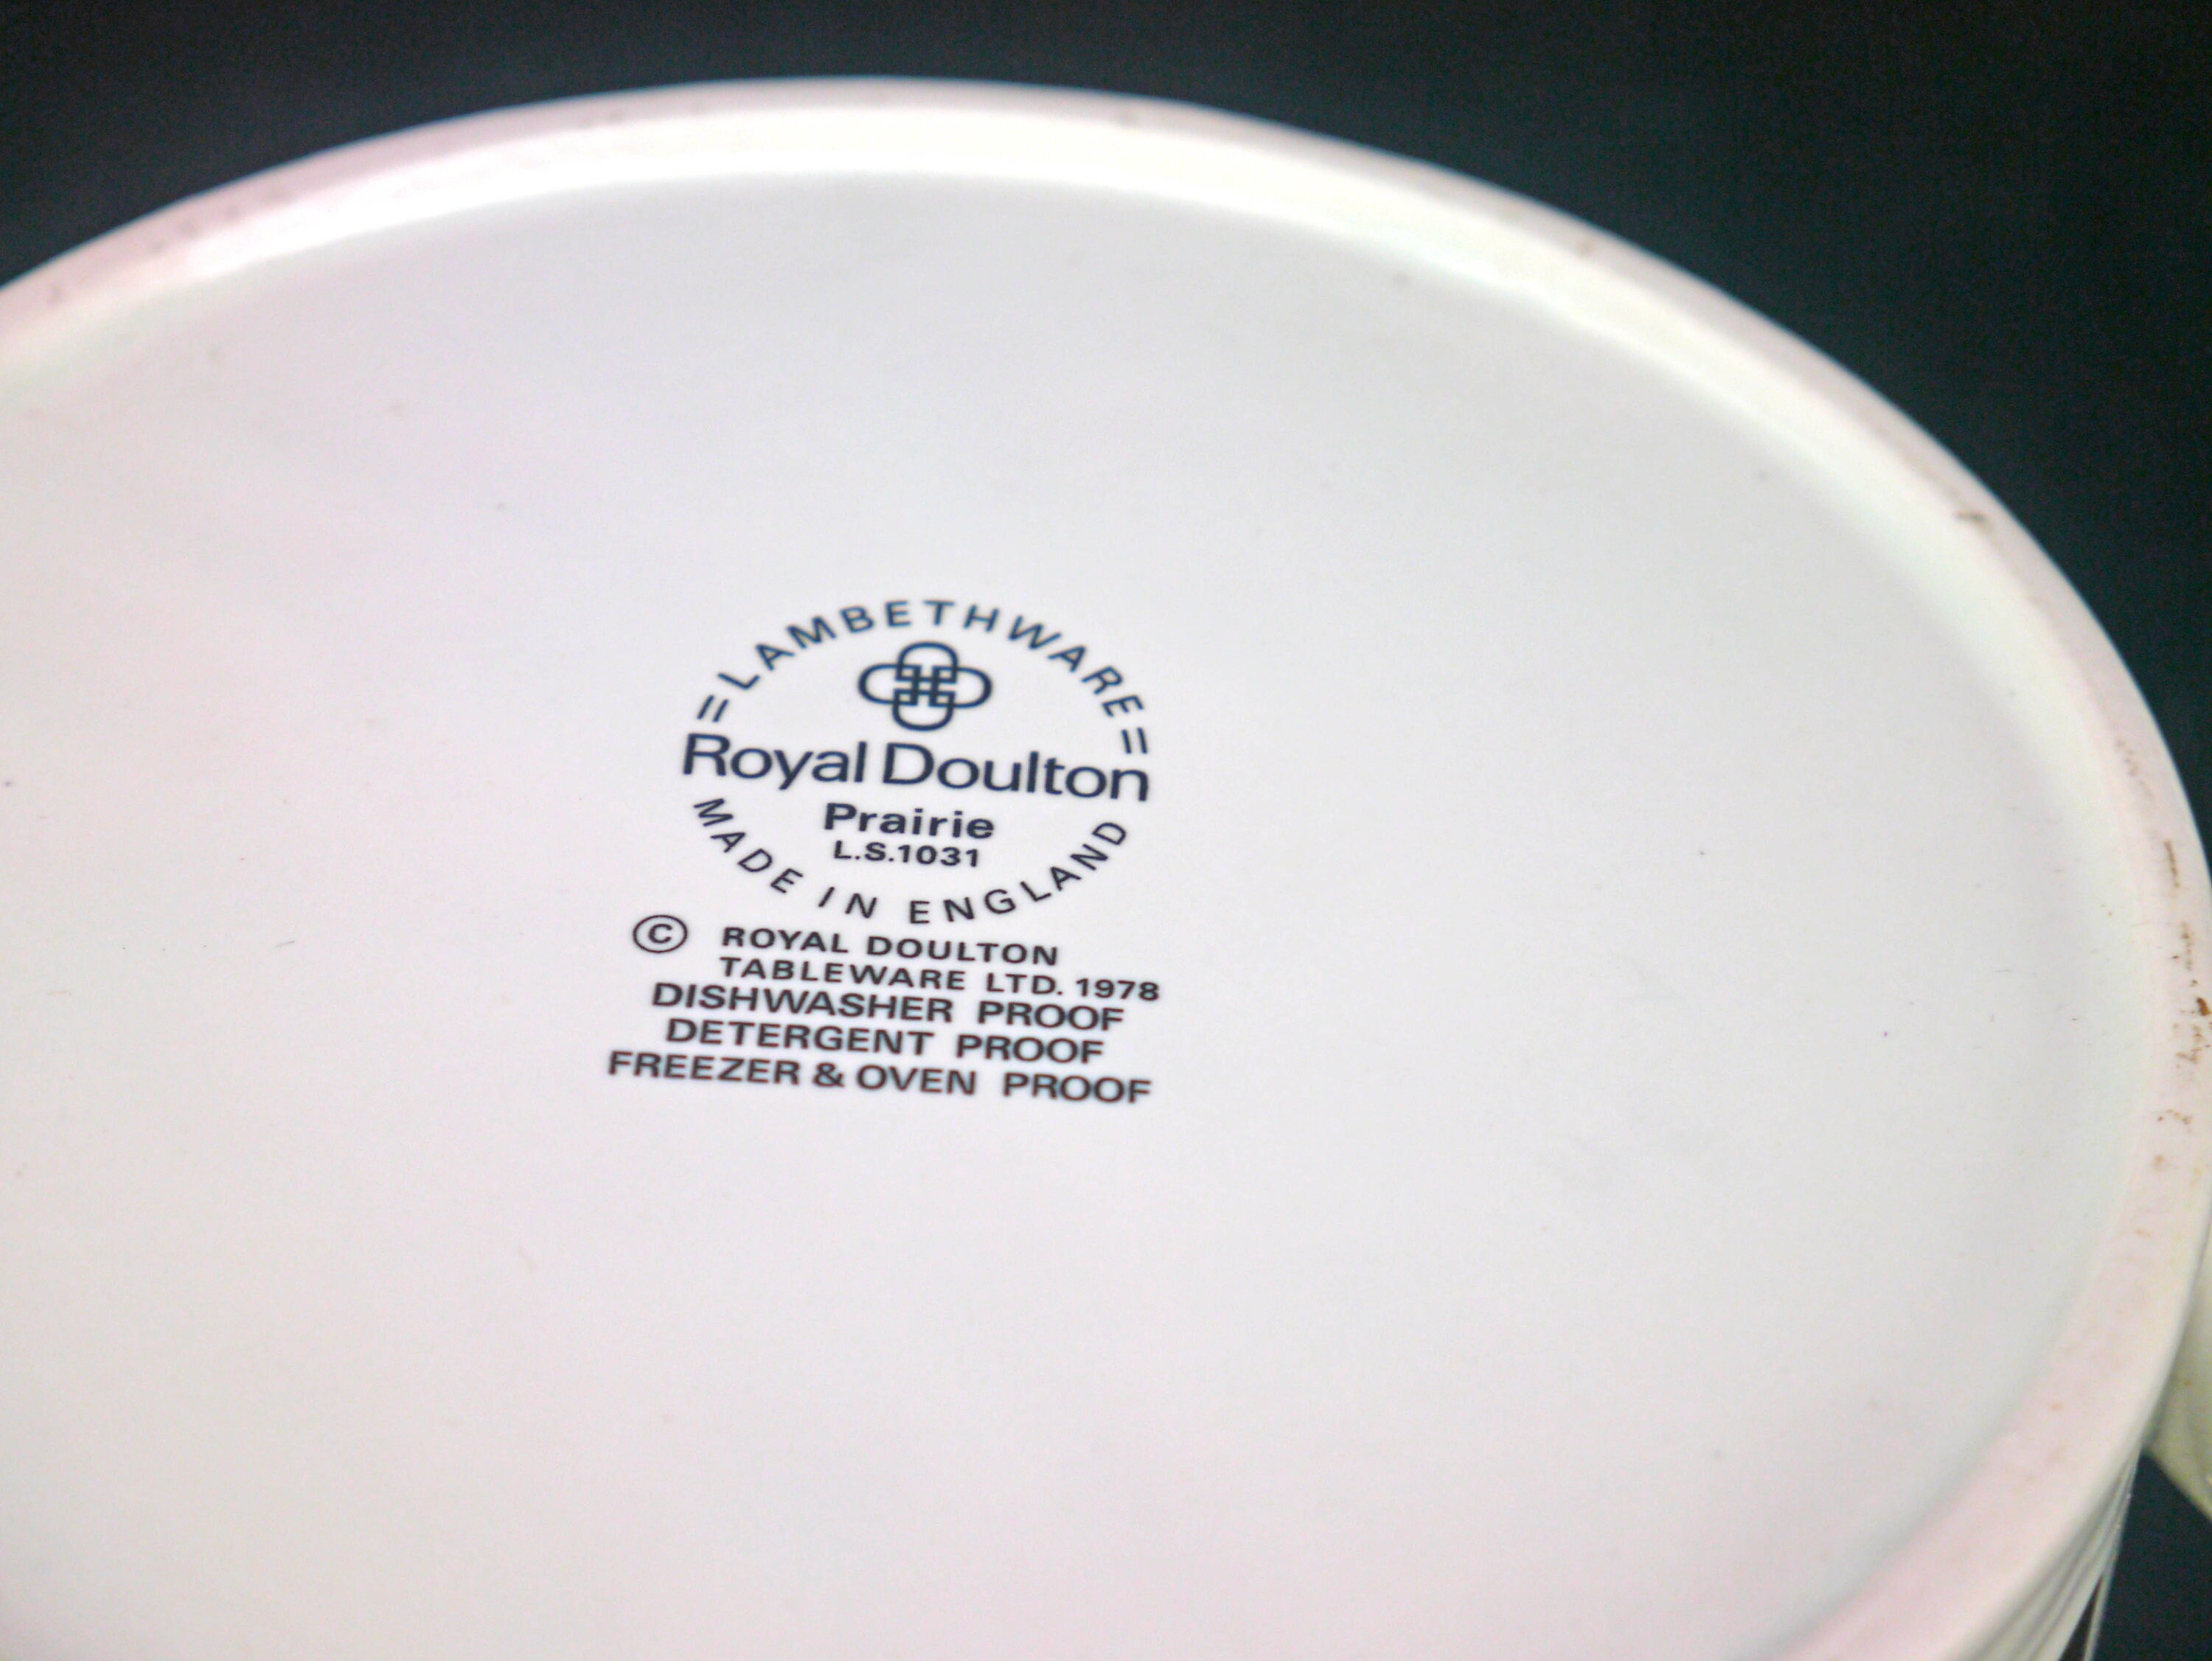 =LAMBETHWARE=
Royal Doulton
Prairie
L.S.1031
MADE IN ENGLAND
© ROYAL DOULTON
TABLEWARE LTD. 1978
DISHWASHER PROOF
DETERGENT PROOF
FREEZER & OVEN PROOF